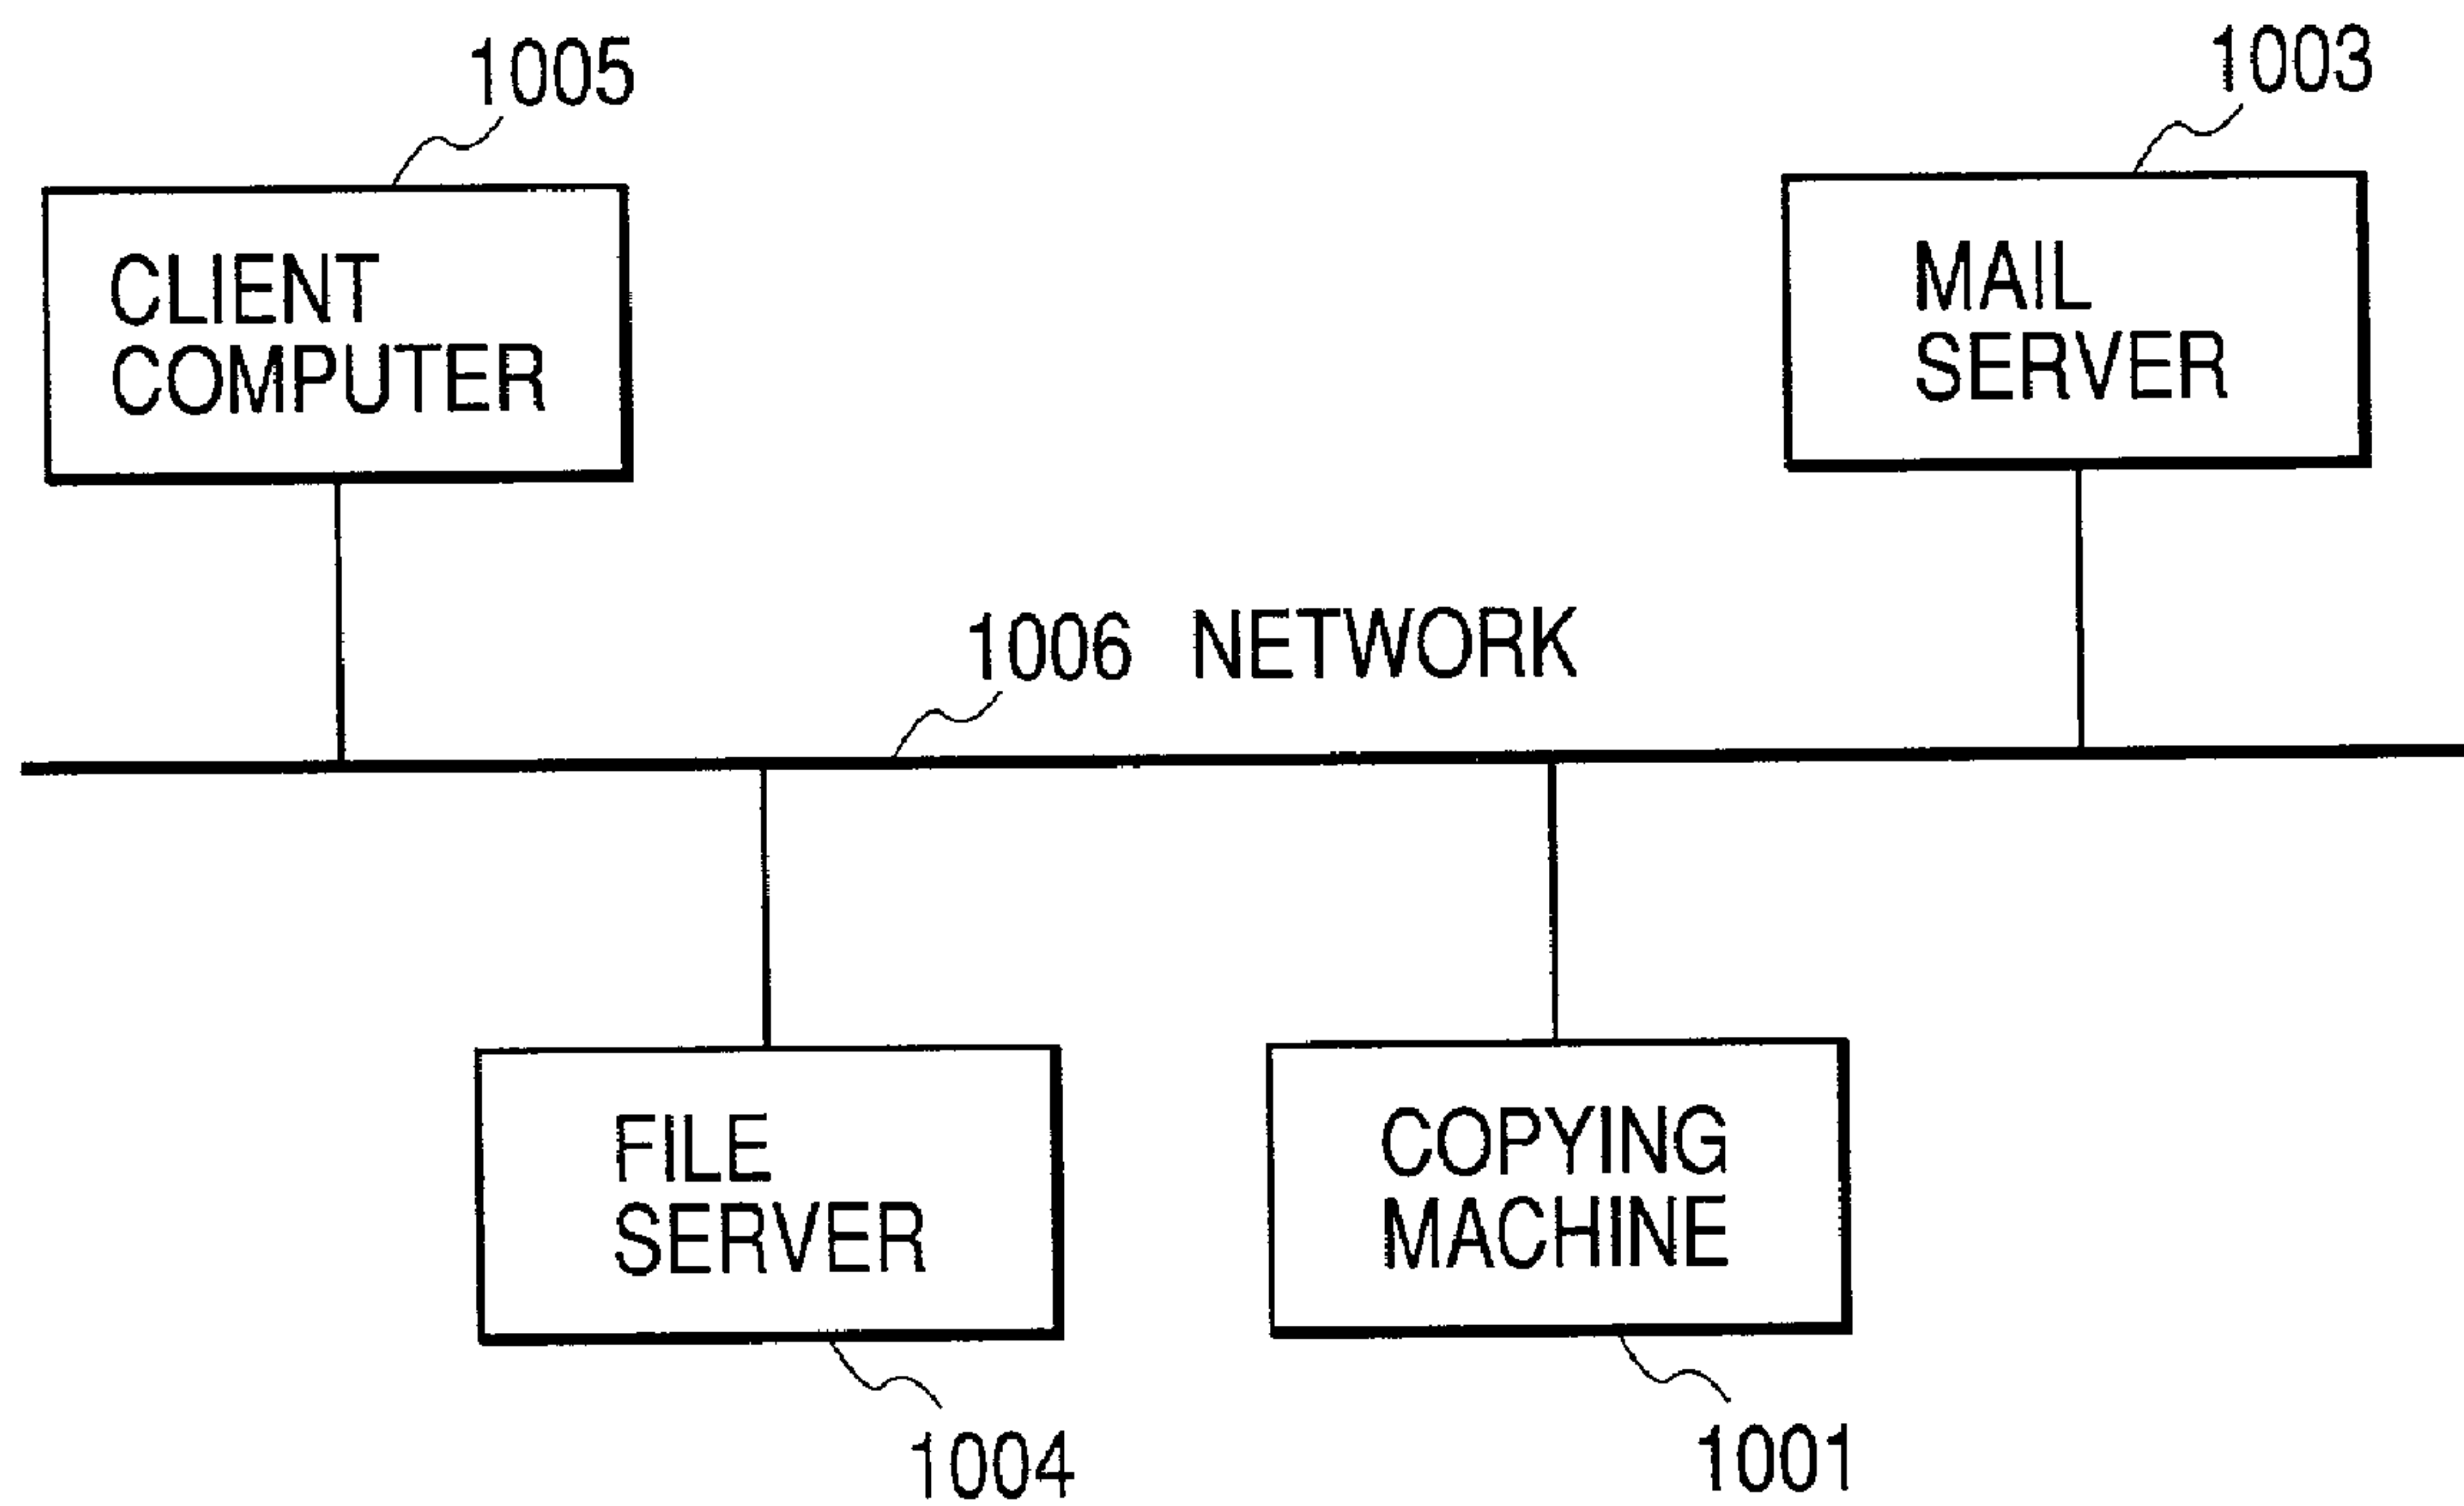 1005
1003
CLIENT
COMPUTER
MAIL
SERVER
1006 NETWORK
FILE
SERVER
COPYING
MACHINE
1004
1001